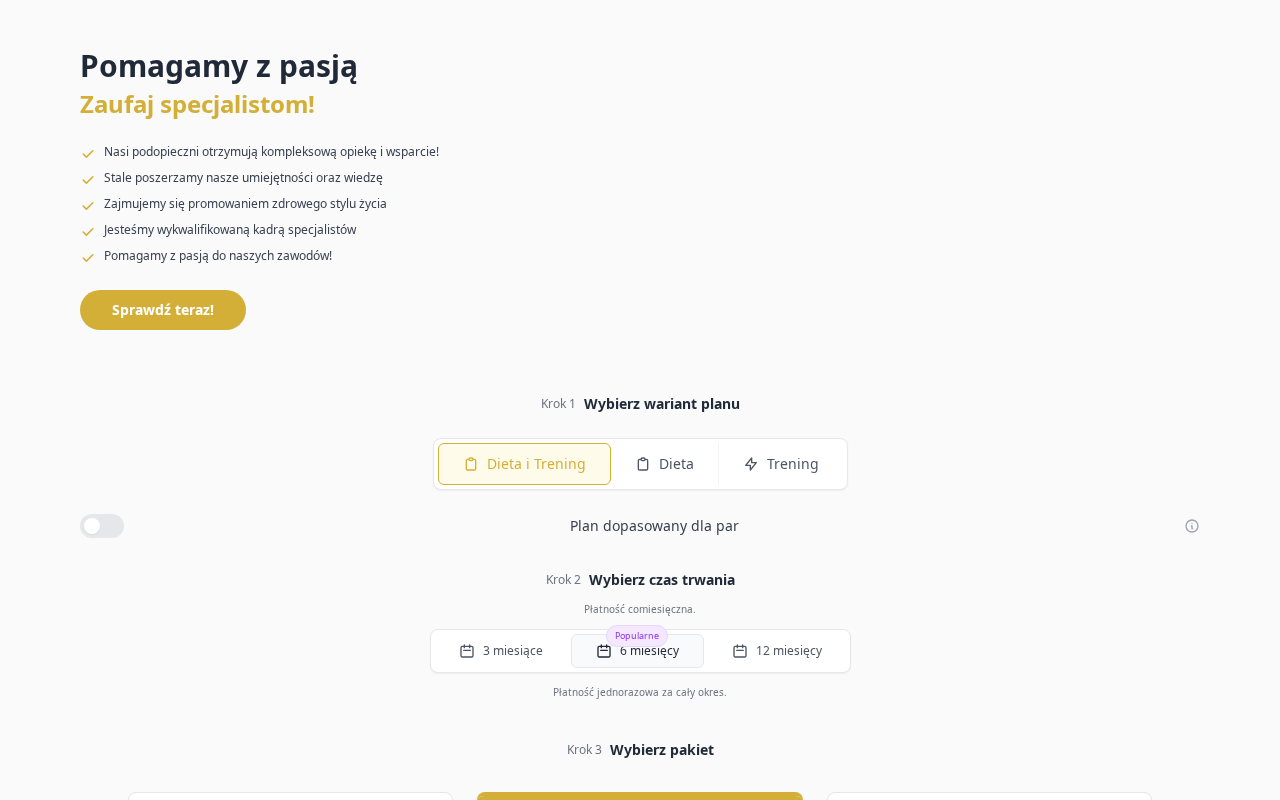 Pomagamy z pasją
Zaufaj specjalistom!
Nasi podopieczni otrzymują kompleksową opiekę i wsparcie!
Stale poszerzamy nasze umiejętności oraz wiedzę
Zajmujemy się promowaniem zdrowego stylu życia
Jesteśmy wykwalifikowaną kadrą specjalistów
Pomagamy z pasją do naszych zawodów!
Sprawdź teraz!
Krok 1 Wybierz wariant planu
Dieta i Trening Dieta Trening
Plan dopasowany dla par
Krok 2 Wybierz czas trwania
Płatność comiesięczna.
Popularne
3 miesiące 6 miesięcy 12 miesięcy
Płatność jednorazowa za cały okres.
Krok 3 Wybierz pakiet